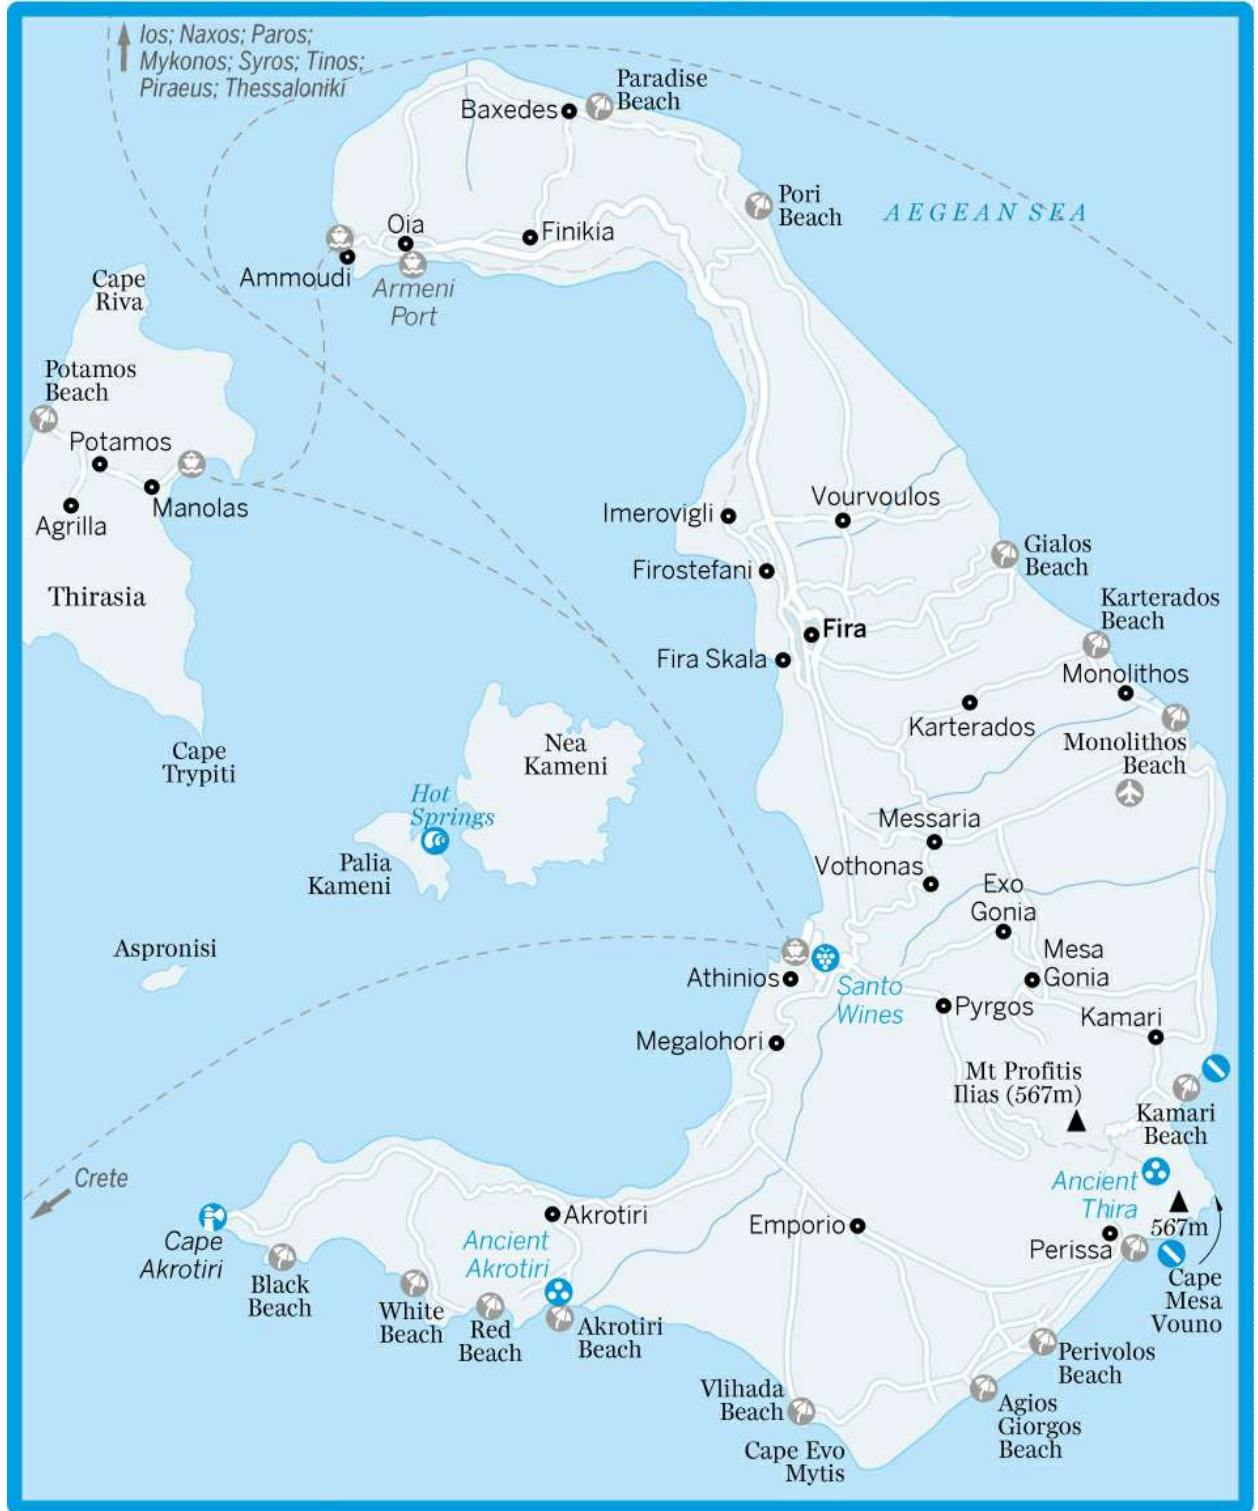 Ios; Naxos; Paros;
Mykonos; Syros; Tinos;
Piraeus; Thessaloniki
Paradise
Beach
Baxedes
Pori
Beach
AEGEAN SEA
Oia
Finikia
Ammoudi
Armeni
Port
Cape
Riva
Potamos
Beach
Potamos
Manolas
Agrilla
Thirasia
Imerovigli
Vourvoulos
Firostefani
Gialos
Beach
Karterados
Beach
Fira
Fira Skala
Monolithos
Karterados
Monolithos
Beach
Cape
Trypiti
Nea
Kameni
Hot
Springs
Palia
Kameni
Messaria
Vothonas
Exo
Gonia
Aspronisi
Mesa
Gonia
Athinios
Santo
Wines
Pyrgos
Kamari
Megalohori
Mt Profitis
Ilias (567m)
Kamari
Beach
Crete
Ancient
Thira
567m
Cape
Akrotiri
Akrotiri
Ancient
Akrotiri
Emporio
Perissa
Cape
Mesa
Vouno
Black
Beach
White
Beach
Red
Beach
Akrotiri
Beach
Perivolos
Beach
Vlihada
Beach
Agios
Giorgos
Beach
Cape Evo
Mytis